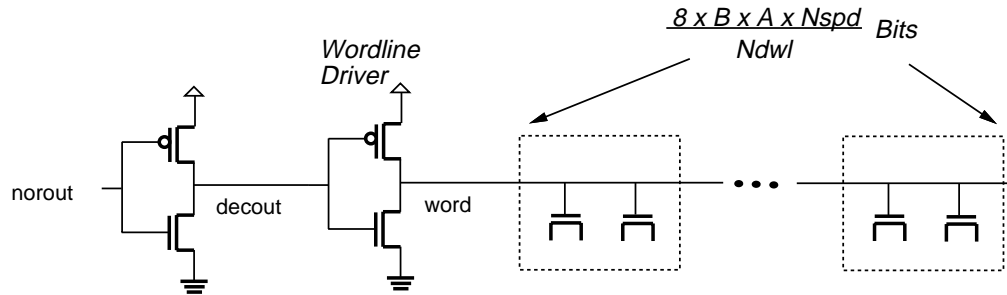 8 x B x A x Nspd
Ndwl
Bits
Wordline
Driver
norout
decout
word